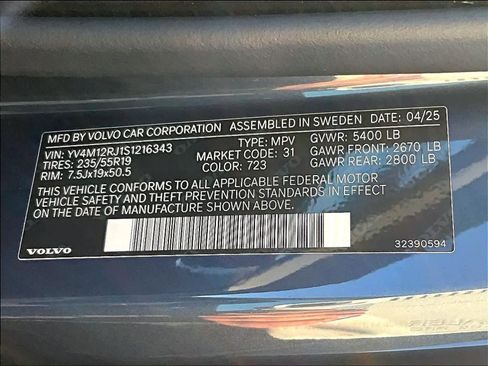 MFD BY VOLVO CAR CORPORATION ASSEMBLED IN SWEDEN DATE: 04/25
VIN: YV4M12RJ1S1216343 TYPE: MPV GVWR: 5400 LB
TIRES: 235/55R19 MARKET CODE: 31 GAWR FRONT: 2670 LB
RIM: 7.5Jx19x50.5 COLOR: 723 GAWR REAR: 2800 LB
THIS VEHICLE CONFORMS TO ALL APPLICABLE FEDERAL MOTOR
VEHICLE SAFETY AND THEFT PREVENTION STANDARDS IN EFFECT
ON THE DATE OF MANUFACTURE SHOWN ABOVE.
VOLVO 32390594